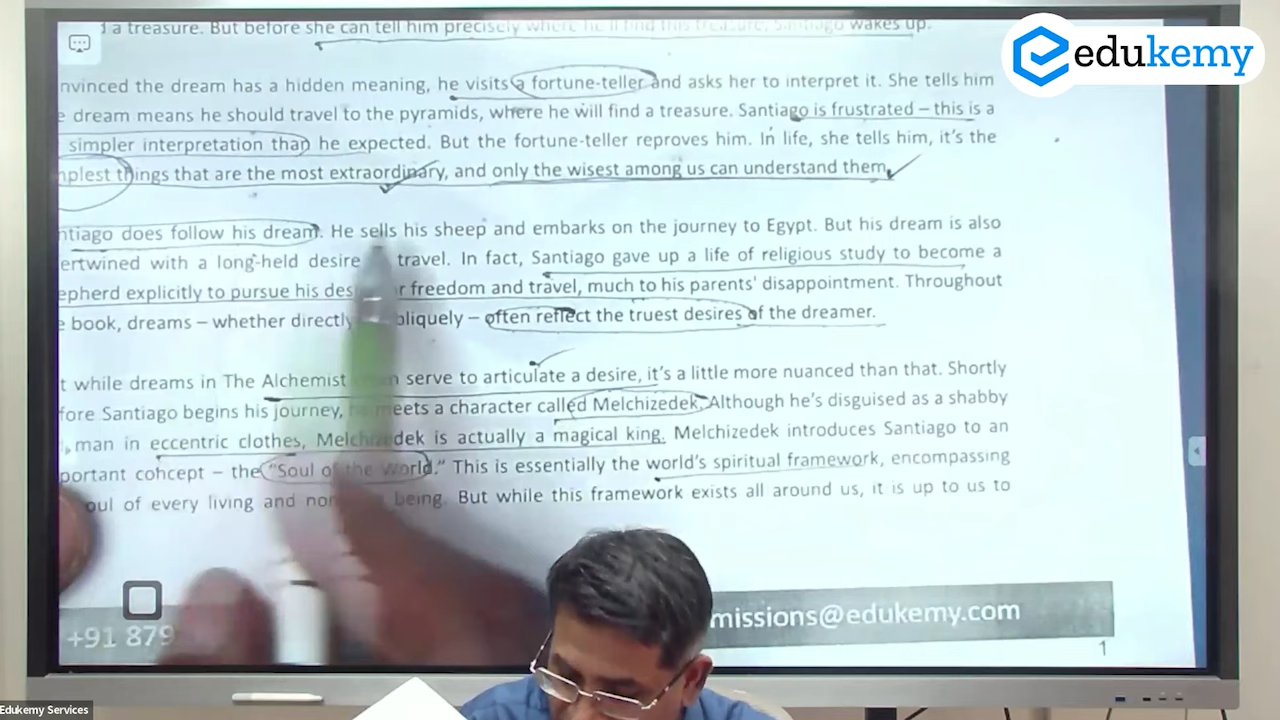 a treasure. But before she can tell him precisely where he'll find this treasure, Santiago wakes up.
edukemy
nvinced the dream has a hidden meaning, he visits a fortune-teller and asks her to interpret it. She tells him
e dream means he should travel to the pyramids, where he will find a treasure. Santiago is frustrated – this is a
simpler interpretation than he expected. But the fortune-teller reproves him. In life, she tells him, it's the
mplest things that are the most extraordinary, and only the wisest among us can understand them.
ntiago does follow his dream. He sells his sheep and embarks on the journey to Egypt. But his dream is also
ertwined with a long-held desire travel. In fact, Santiago gave up a life of religious study to become a
epherd explicitly to pursue his des r freedom and travel, much to his parents' disappointment. Throughout
e book, dreams – whether directly bliquely – often reflect the truest desires of the dreamer.
t while dreams in The Alchemist serve to articulate a desire, it's a little more nuanced than that. Shortly
fore Santiago begins his journey, he meets a character called Melchizedek. Although he's disguised as a shabby
man in eccentric clothes, Melchizedek is actually a magical king. Melchizedek introduces Santiago to an
portant concept – the "Soul of the World." This is essentially the world's spiritual framework, encompassing
oul of every living and non being. But while this framework exists all around us, it is up to us to
missions@edukemy.com
+91 879
1
Edukemy Services